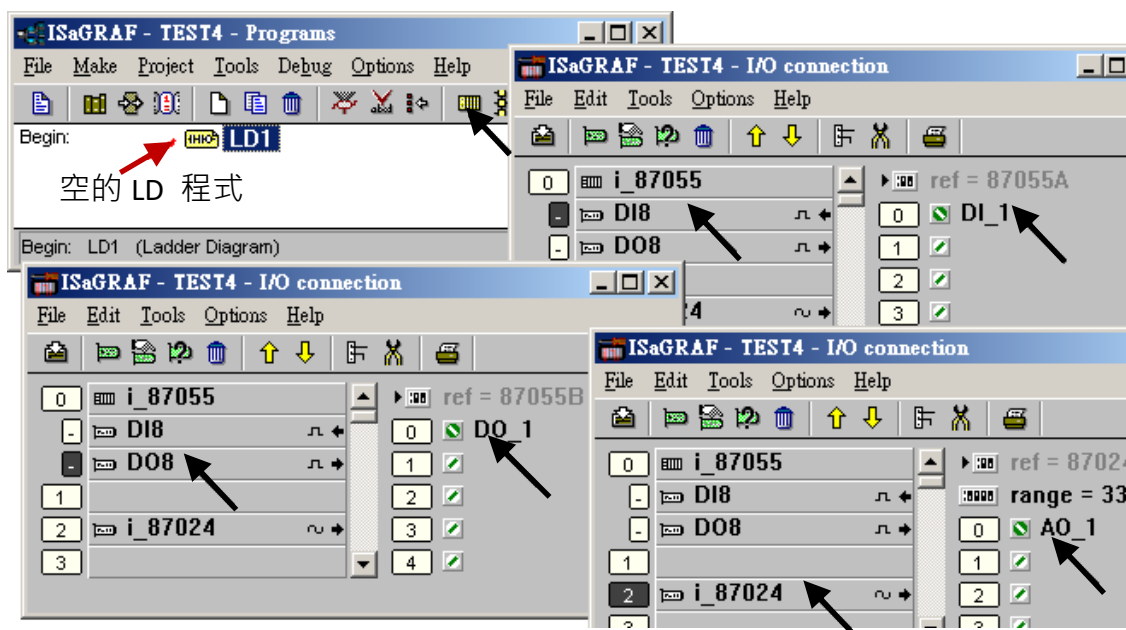 ISaGRAF - TEST4 - Programs
File Make Project Tools Debug Options Help
Begin:
LD1
空的 LD 程式
Begin: LD1 (Ladder Diagram)
ISaGRAF - TEST4 - I/O connection
File Edit Tools Options Help
0 i_87055
- DI8
- DO8
4
ref = 87055A
0 DI_1
1
2
3
ISaGRAF - TEST4 - I/O connection
File Edit Tools Options Help
0 i_87055
- DI8
- DO8
1
2 i_87024
3
ref = 87055B
0 DO_1
1
2
3
4
ISaGRAF - TEST4 - I/O connection
File Edit Tools Options Help
0 i_87055
- DI8
- DO8
1
2 i_87024
3
ref = 87024
range = 33
0 AO_1
1
2
3